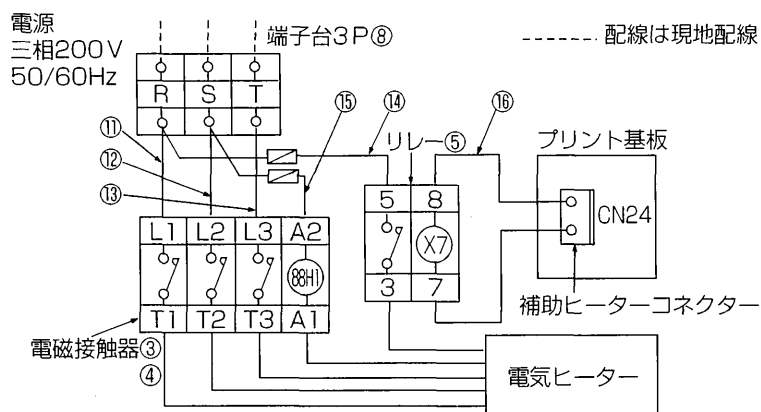 電源
三相200V
50/60Hz
端子台3P⑧
配線は現地配線
R S T
⑪
⑫
⑬
⑮
⑭
⑯
リレー⑤
プリント基板
CN24
補助ヒーターコネクター
5 8
X7
3 7
L1 L2 L3 A2
88H1
T1 T2 T3 A1
電磁接触器③
④
電気ヒーター